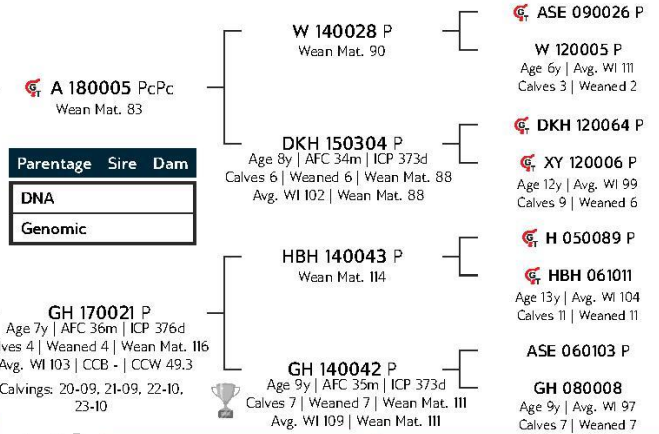 ASE 090026 P
W 140028 P
Wean Mat. 90
W 120005 P
Age 6y | Avg. WI 111
Calves 3 | Weaned 2
A 180005 PcPc
Wean Mat. 83
DKH 120064 P
DKH 150304 P
Age 8y | AFC 34m | ICP 373d
Calves 6 | Weaned 6 | Wean Mat. 88
Avg. WI 102 | Wean Mat. 88
XY 120006 P
Age 12y | Avg. WI 99
Calves 9 | Weaned 6
Parentage Sire Dam
DNA
Genomic
H 050089 P
HBH 140043 P
Wean Mat. 114
HBH 061011
Age 13y | Avg. WI 104
Calves 11 | Weaned 11
GH 170021 P
Age 7y | AFC 36m | ICP 376d
ves 4 | Weaned 4 | Wean Mat. 116
Avg. WI 103 | CCB - | CCW 49.3
Calvings: 20-09, 21-09, 22-10,
23-10
ASE 060103 P
GH 140042 P
Age 9y | AFC 35m | ICP 373d
Calves 7 | Weaned 7 | Wean Mat. 111
Avg. WI 109 | Wean Mat. 111
GH 080008
Age 9y | Avg. WI 97
Calves 7 | Weaned 7